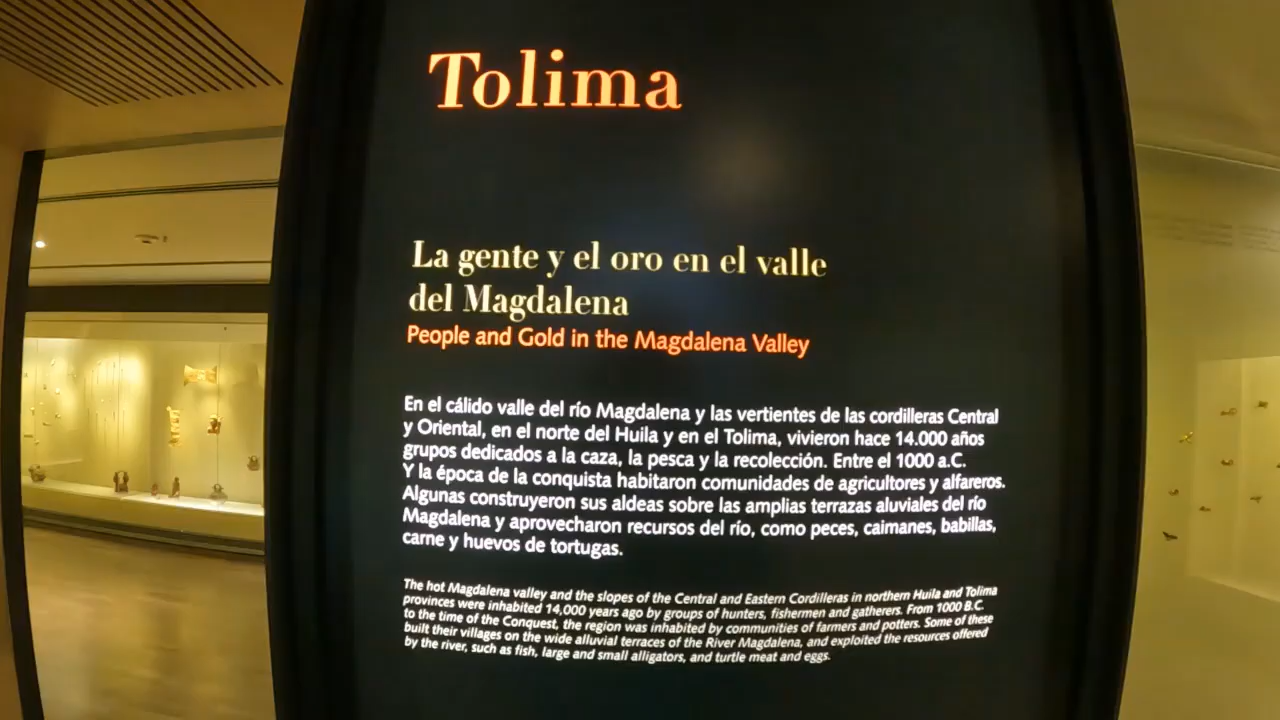 Tolima
La gente y el oro en el valle
del Magdalena
People and Gold in the Magdalena Valley
En el cálido valle del río Magdalena y las vertientes de las cordilleras Central
y Oriental, en el norte del Huila y en el Tolima, vivieron hace 14.000 años
grupos dedicados a la caza, la pesca y la recolección. Entre el 1000 a.C.
Y la época de la conquista habitaron comunidades de agricultores y alfareros.
Algunas construyeron sus aldeas sobre las amplias terrazas aluviales del río
Magdalena y aprovecharon recursos del río, como peces, caimanes, babillas,
carne y huevos de tortugas.
The hot Magdalena valley and the slopes of the Central and Eastern Cordilleras in northern Huila and Tolima
provinces were inhabited 14,000 years ago by groups of hunters, fishermen and gatherers. From 1000 B.C.
to the time of the Conquest, the region was inhabited by communities of farmers and potters. Some of these
built their villages on the wide alluvial terraces of the River Magdalena, and exploited the resources offered
by the river, such as fish, large and small alligators, and turtle meat and eggs.